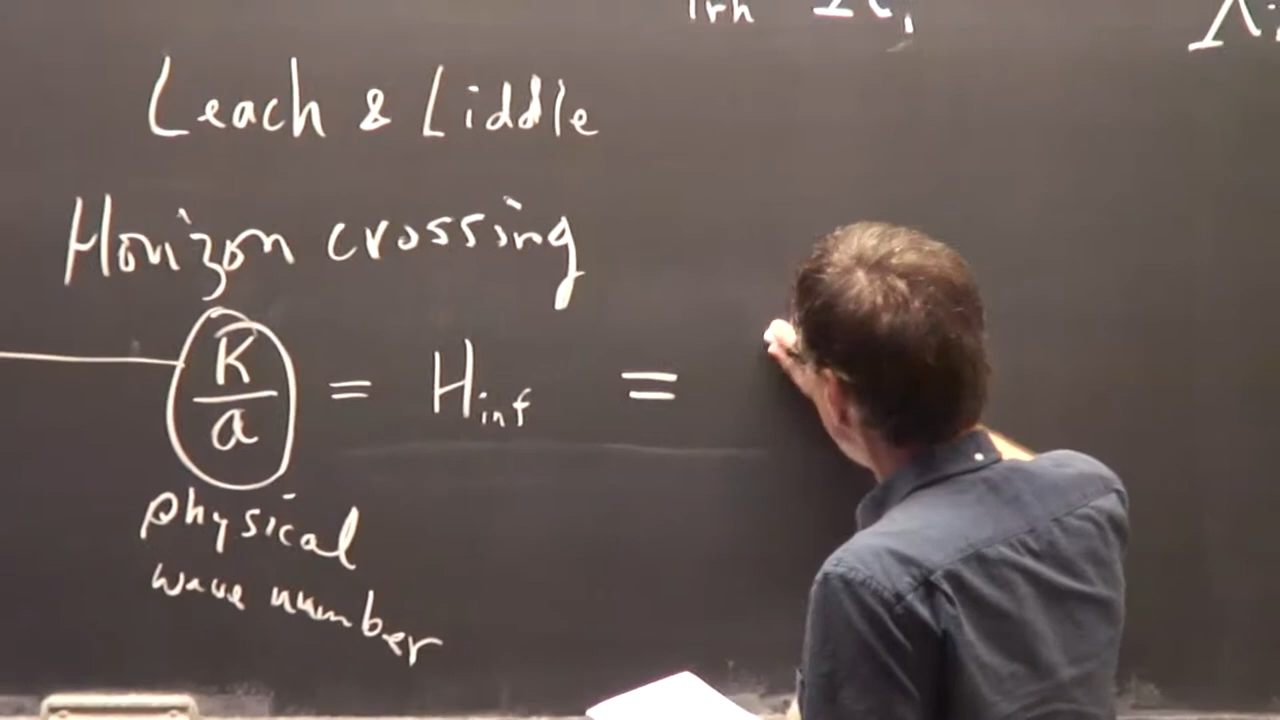 Leach & Liddle
Horizon crossing
K/a = H_inf =
physical
wave number